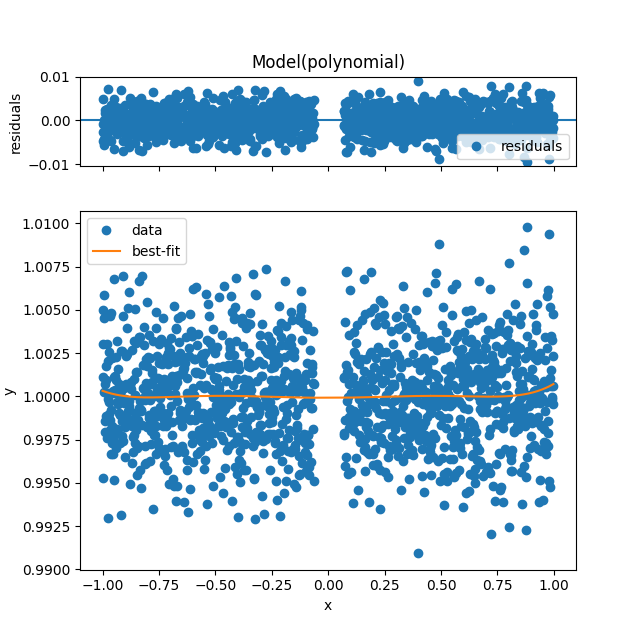 Model(polynomial)
0.01
0.00
−0.01
residuals
residuals
1.0100
1.0075
1.0050
1.0025
1.0000
0.9975
0.9950
0.9925
0.9900
y
data
best-fit
−1.00 −0.75 −0.50 −0.25 0.00 0.25 0.50 0.75 1.00
x